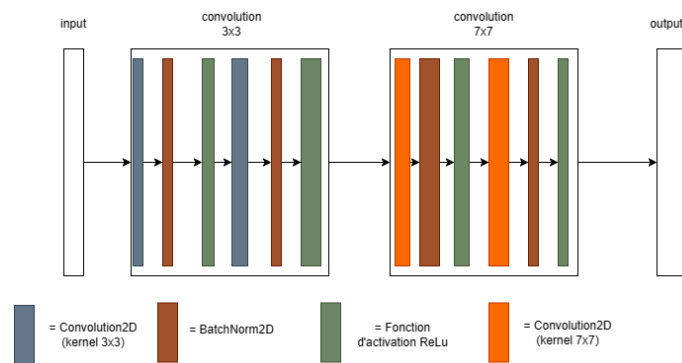 input
convolution
3x3
convolution
7x7
output
= Convolution2D
(kernel 3x3)
= BatchNorm2D
= Fonction
d'activation ReLu
= Convolution2D
(kernel 7x7)